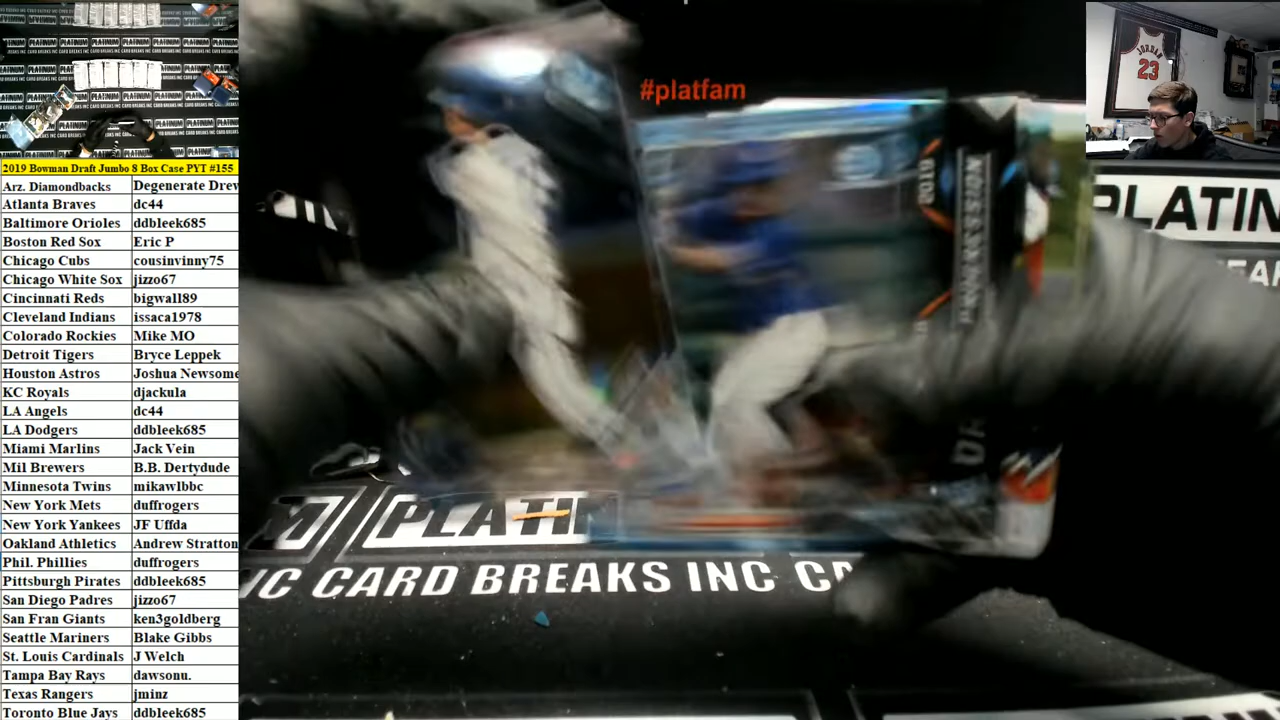 #platfam
JORDAN
23
2019 Bowman Draft Jumbo 8 Box Case PYT #155
Arz. Diamondbacks Degenerate Drew
Atlanta Braves dc44
Baltimore Orioles ddbleek685
Boston Red Sox Eric P
Chicago Cubs cousinvinny75
Chicago White Sox jizzo67
Cincinnati Reds bigwall89
Cleveland Indians issaca1978
Colorado Rockies Mike MO
Detroit Tigers Bryce Leppek
Houston Astros Joshua Newsome
KC Royals djackula
LA Angels dc44
LA Dodgers ddbleek685
Miami Marlins Jack Vein
Mil Brewers B.B. Dertydude
Minnesota Twins mikawlbbc
New York Mets duffrogers
New York Yankees JF Uffda
Oakland Athletics Andrew Stratton
Phil. Phillies duffrogers
Pittsburgh Pirates ddbleek685
San Diego Padres jizzo67
San Fran Giants ken3goldberg
Seattle Mariners Blake Gibbs
St. Louis Cardinals J Welch
Tampa Bay Rays dawsonu.
Texas Rangers jminz
Toronto Blue Jays ddbleek685
2019
PLATIN
PLATI
IC CARD BREAKS INC CA